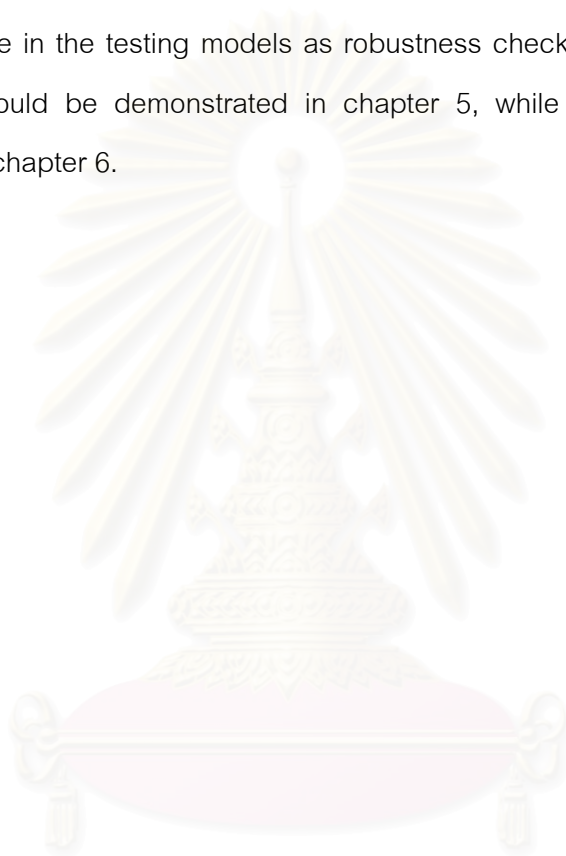 e in the testing models as robustness check
ould be demonstrated in chapter 5, while
chapter 6.